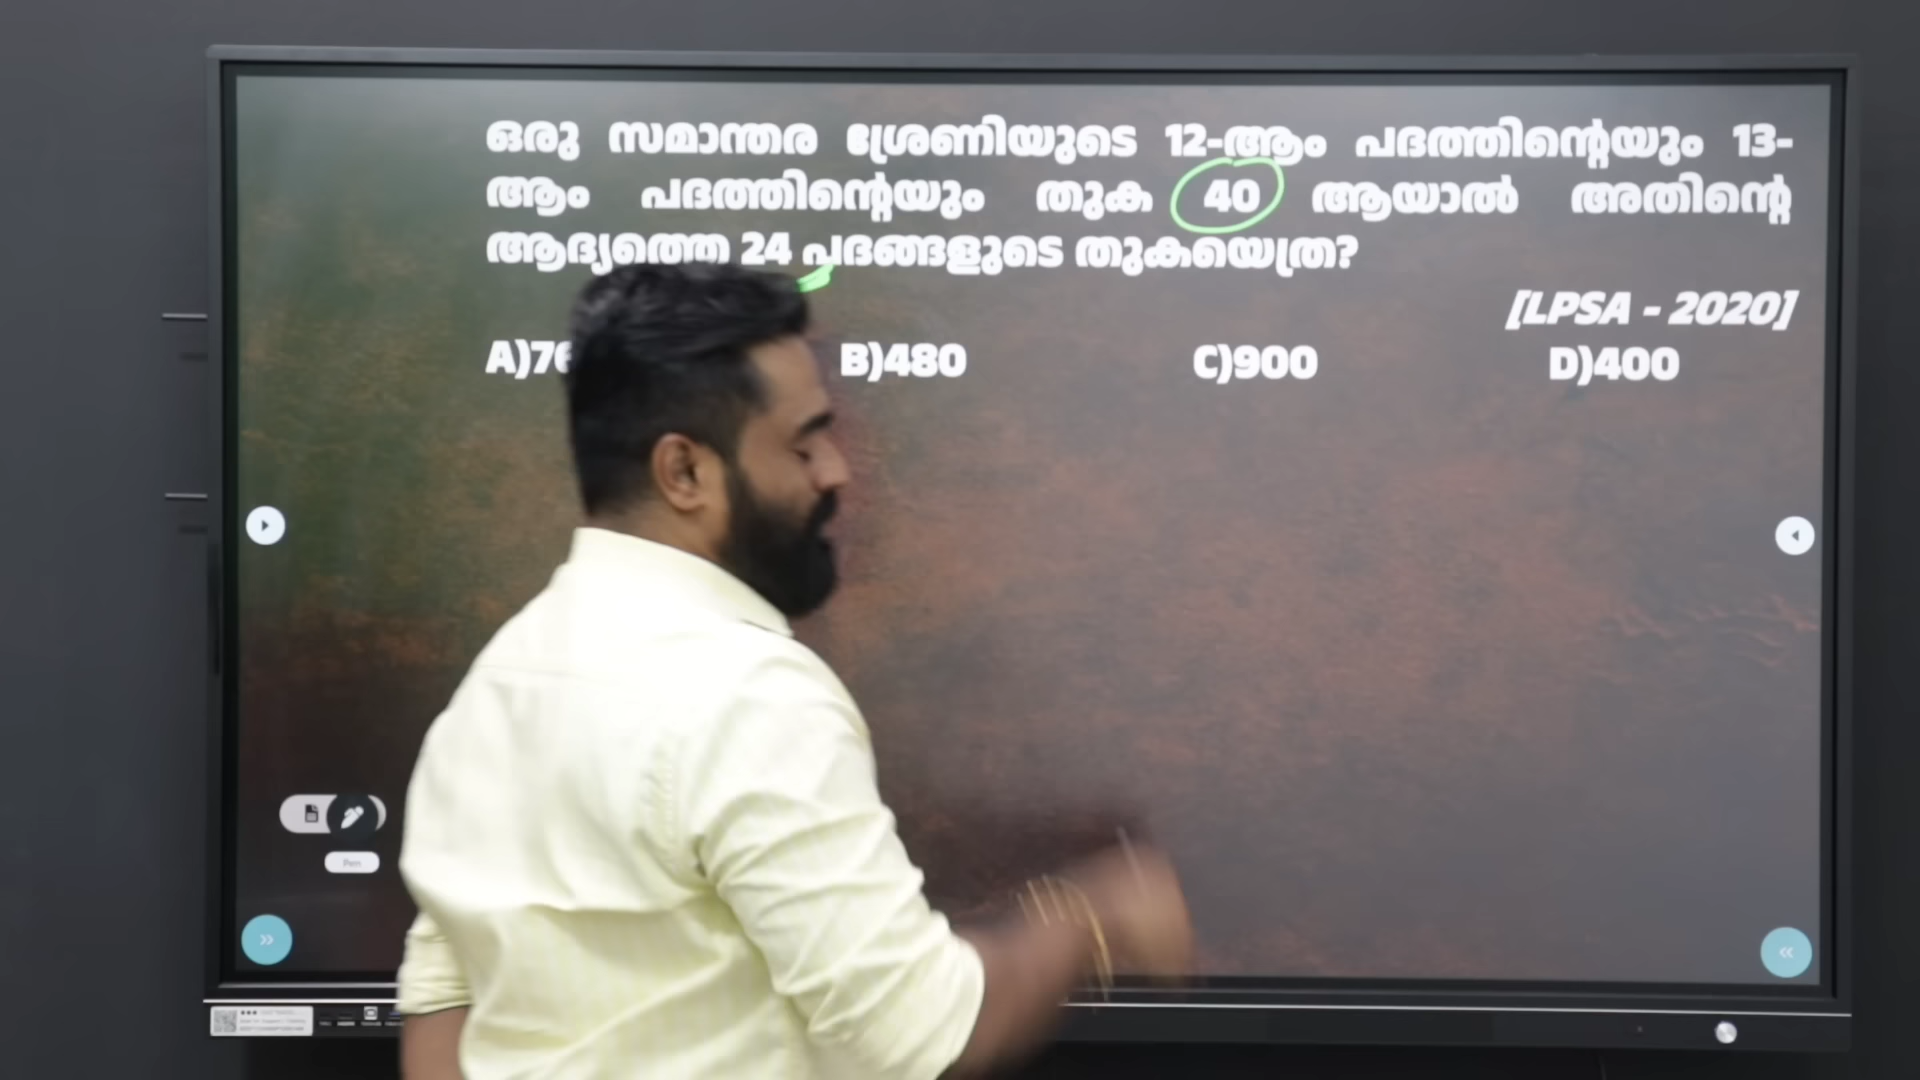 ഒരു സമാന്തര ശ്രേണിയുടെ 12-ആം പദത്തിന്റെയും 13-
ആം പദത്തിന്റെയും തുക 40 ആയാൽ അതിന്റെ
ആദ്യത്തെ 24 പദങ്ങളുടെ തുകയെത്ര?
[LPSA - 2020]
A) B)480 C)900 D)400
Pen